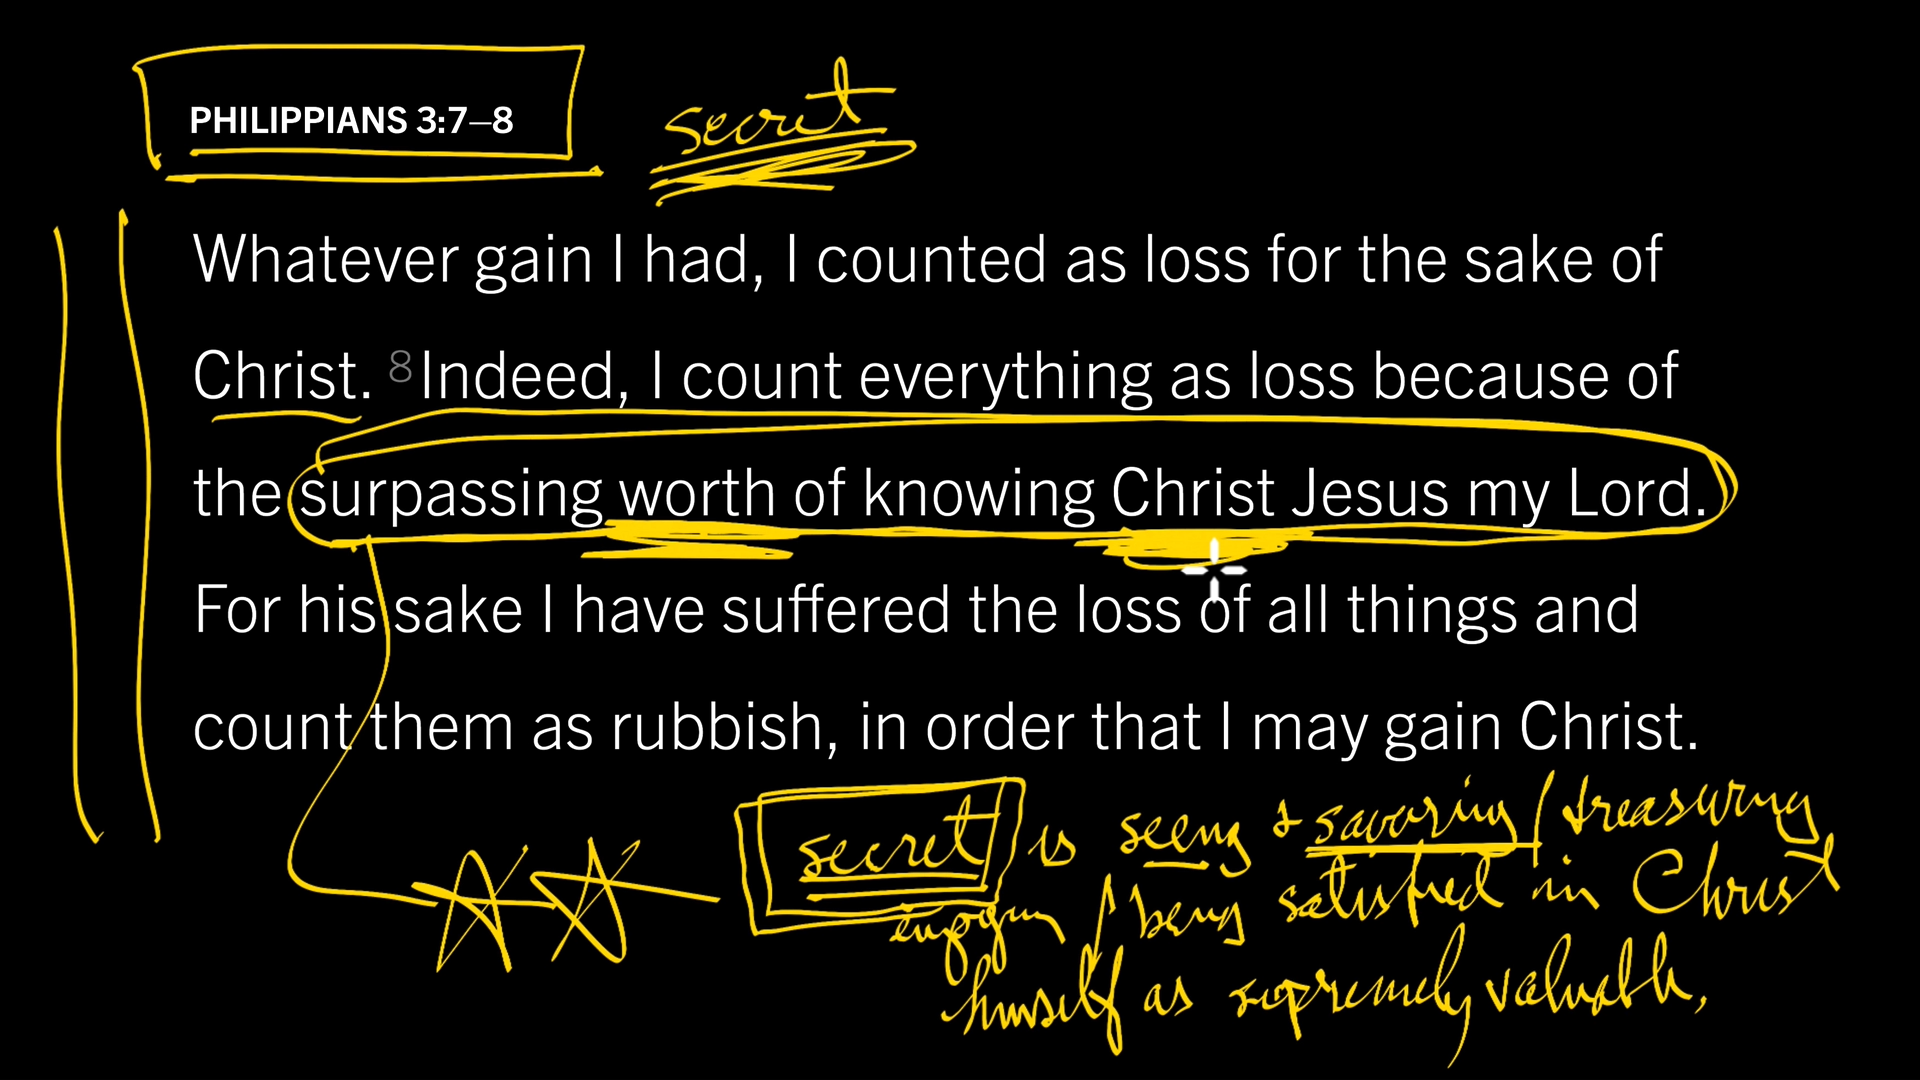 PHILIPPIANS 3:7–8
secret
Whatever gain I had, I counted as loss for the sake of
Christ. 8 Indeed, I count everything as loss because of
the surpassing worth of knowing Christ Jesus my Lord.
For his sake I have suffered the loss of all things and
count them as rubbish, in order that I may gain Christ.
secret is seeing & savoring / treasuring
enjoying / being satisfied in Christ
himself as supremely valuable,